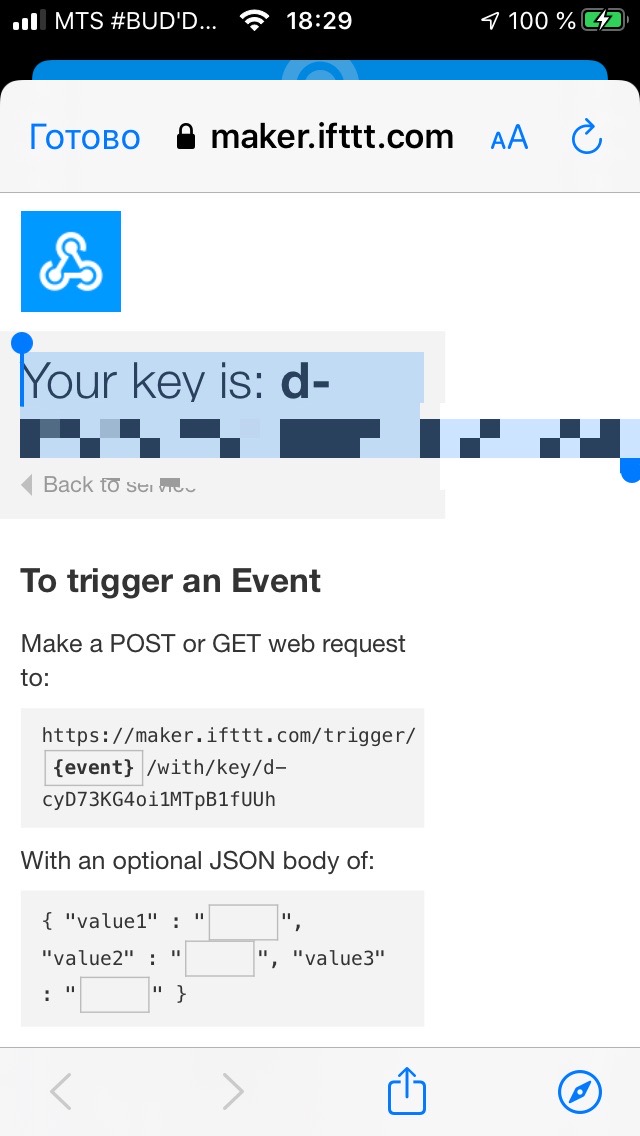 MTS #BUD'D... 18:29 100 %
Готово maker.ifttt.com AA
Your key is: d-
Back to service
To trigger an Event
Make a POST or GET web request
to:
https://maker.ifttt.com/trigger/
{event} /with/key/d-
cyD73KG4oi1MTpB1fUUh
With an optional JSON body of:
{ "value1" : " ",
"value2" : " ", "value3"
: " " }